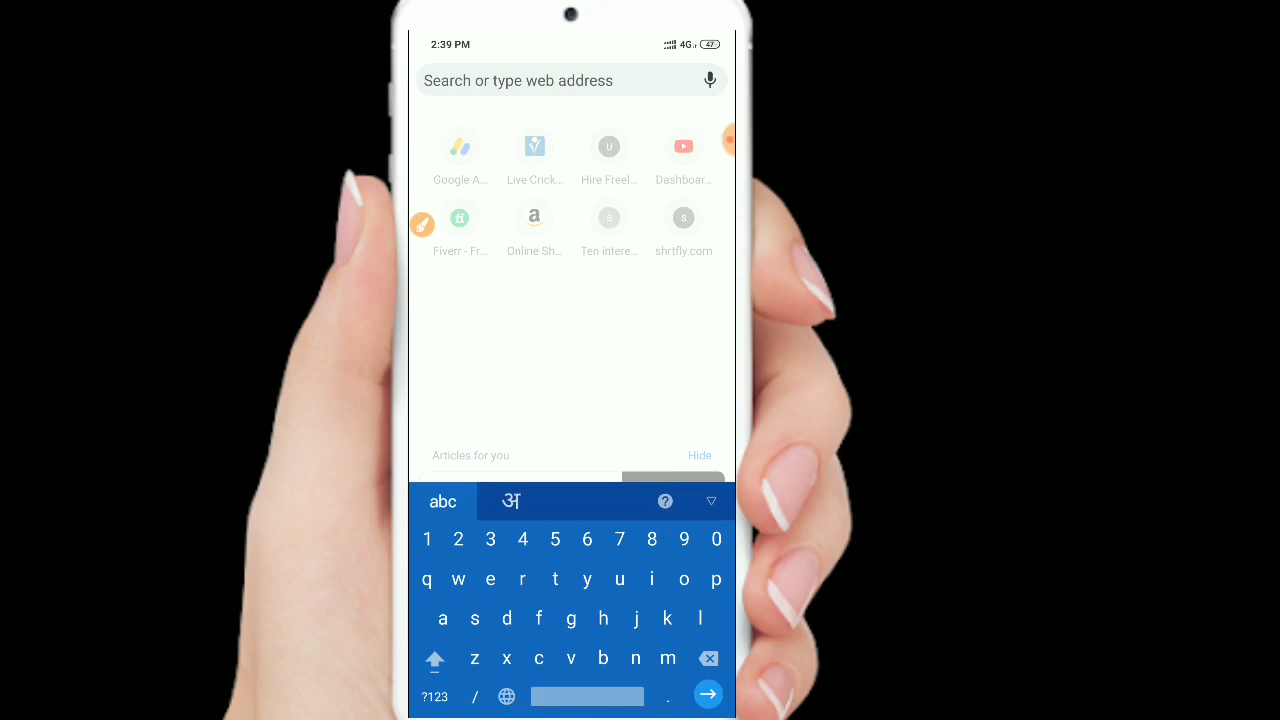 2:39 PM 4G 47
Search or type web address
U
Google A... Live Crick... Hire Freel... Dashboar...
fi a S S
Fiverr - Fr... Online Sh... Ten intere... shrtfly.com
Articles for you Hide
abc अ ?
1 2 3 4 5 6 7 8 9 0
q w e r t y u i o p
a s d f g h j k l
z x c v b n m
?123 / .